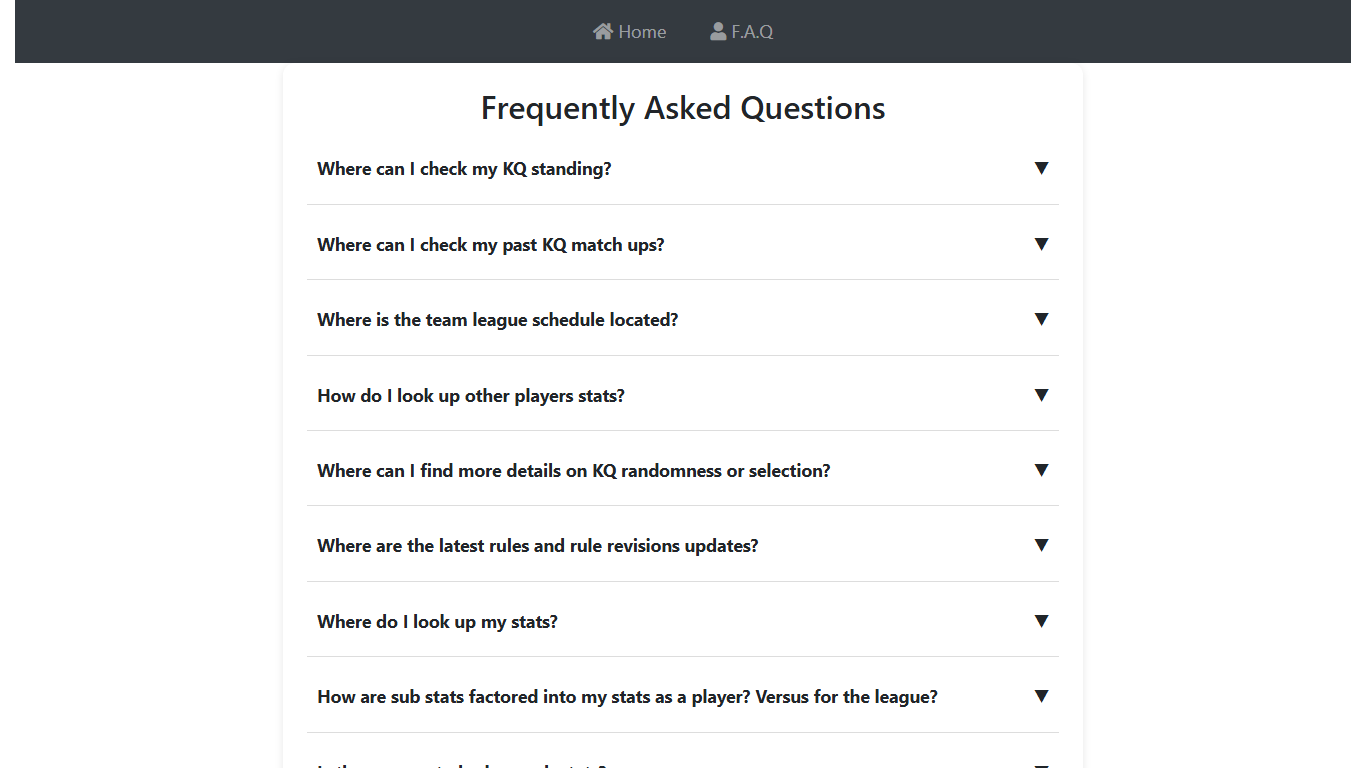 Home F.A.Q
Frequently Asked Questions
Where can I check my KQ standing?
Where can I check my past KQ match ups?
Where is the team league schedule located?
How do I look up other players stats?
Where can I find more details on KQ randomness or selection?
Where are the latest rules and rule revisions updates?
Where do I look up my stats?
How are sub stats factored into my stats as a player? Versus for the league?